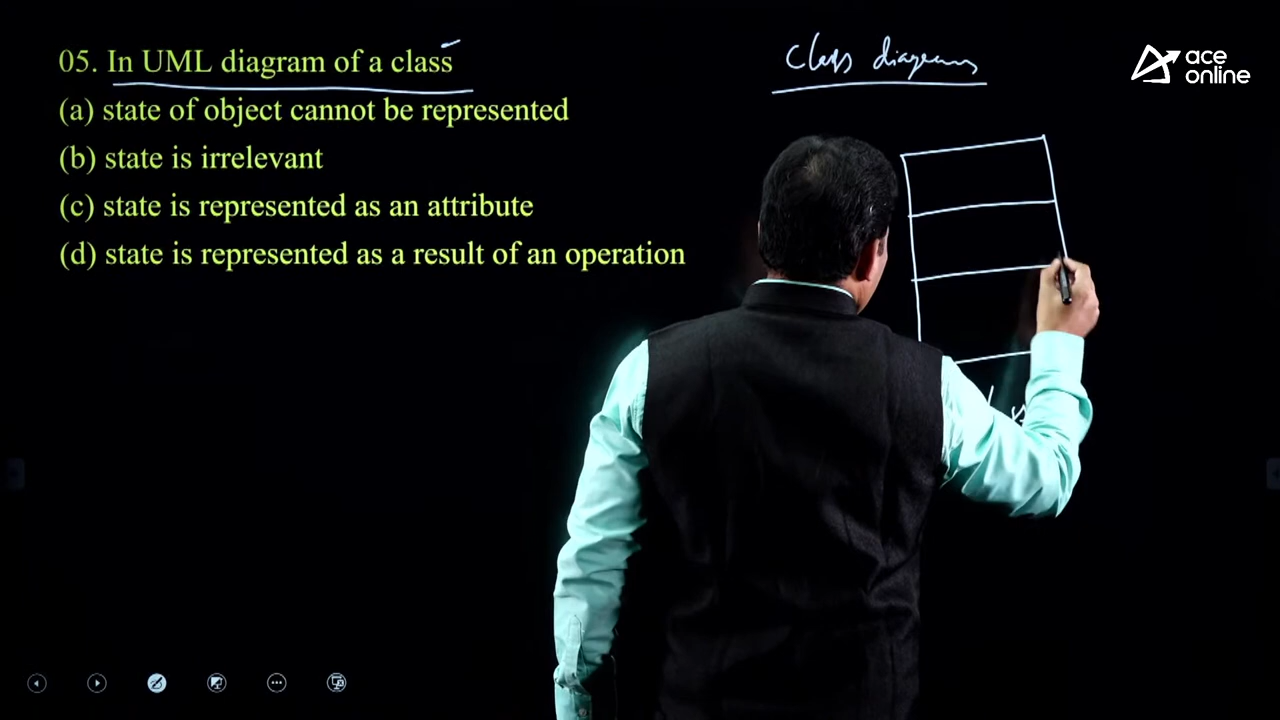 05. In UML diagram of a class
(a) state of object cannot be represented
(b) state is irrelevant
(c) state is represented as an attribute
(d) state is represented as a result of an operation
Class diagrams
ace
online